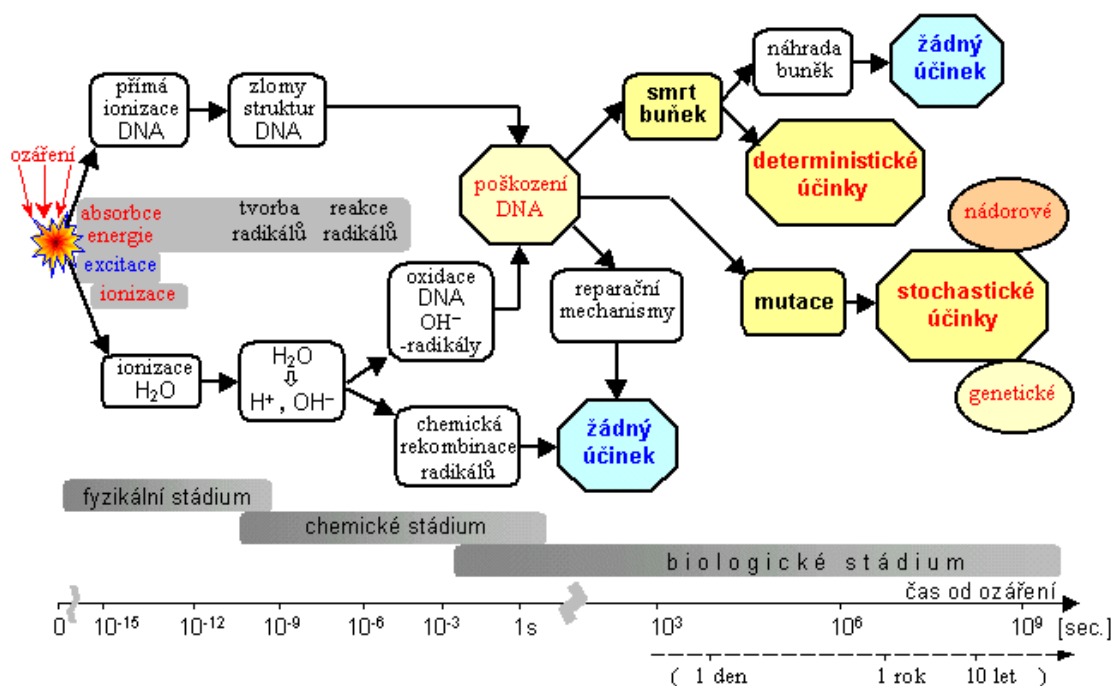 přímá
ionizace
DNA
zlomy
struktur
DNA
smrt
buňek
náhrada
buněk
žádný
účinek
ozáření
poškození
DNA
deterministické
účinky
absorbce
energie
tvorba
radikálů
reakce
radikálů
excitace
ionizace
nádorové
oxidace
DNA
OH⁻
-radikály
reparační
mechanismy
mutace
stochastické
účinky
ionizace
H₂O
H₂O
⇩
H⁺ , OH⁻
genetické
chemická
rekombinace
radikálů
žádný
účinek
fyzikální stádium
chemické stádium
biologické stádium
čas od ozáření
0 10⁻¹⁵ 10⁻¹² 10⁻⁹ 10⁻⁶ 10⁻³ 1s 10³ 10⁶ 10⁹ [sec.]
( 1 den 1 rok 10 let )